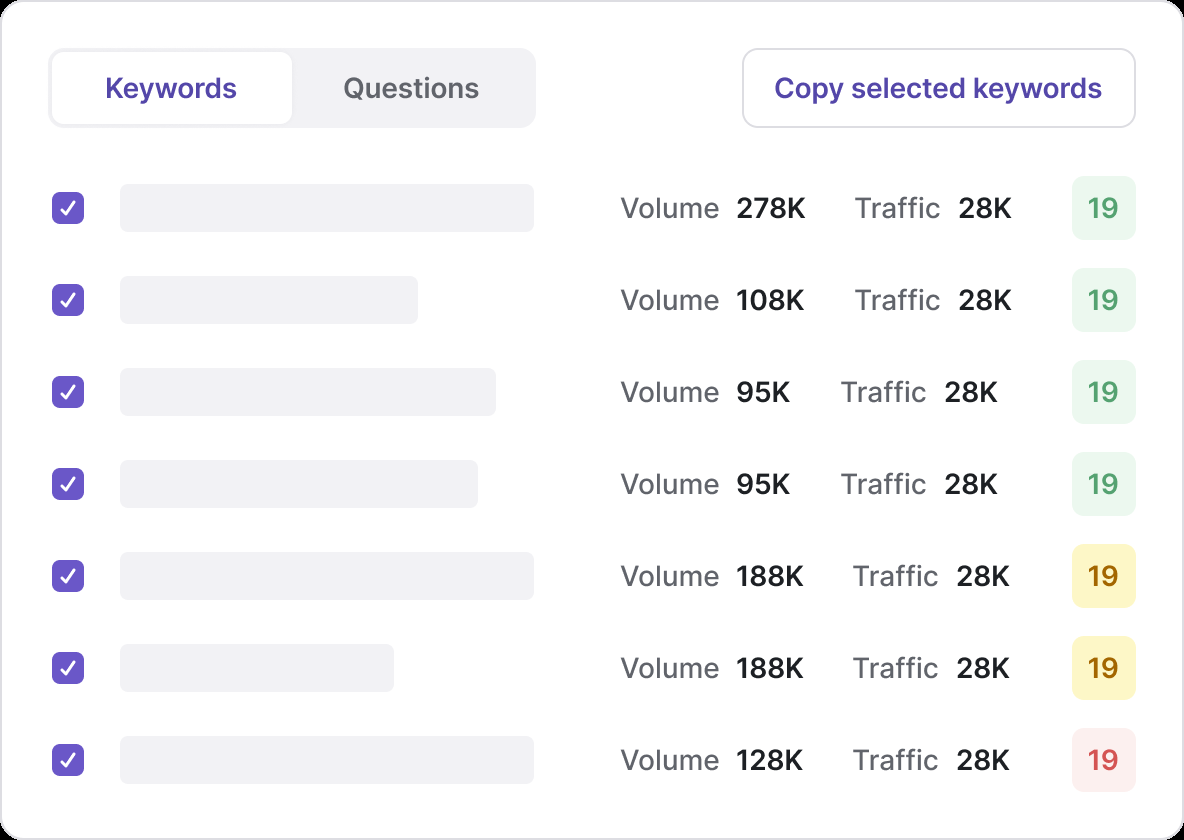 Keywords Questions Copy selected keywords
Volume 278K Traffic 28K 19
Volume 108K Traffic 28K 19
Volume 95K Traffic 28K 19
Volume 95K Traffic 28K 19
Volume 188K Traffic 28K 19
Volume 188K Traffic 28K 19
Volume 128K Traffic 28K 19